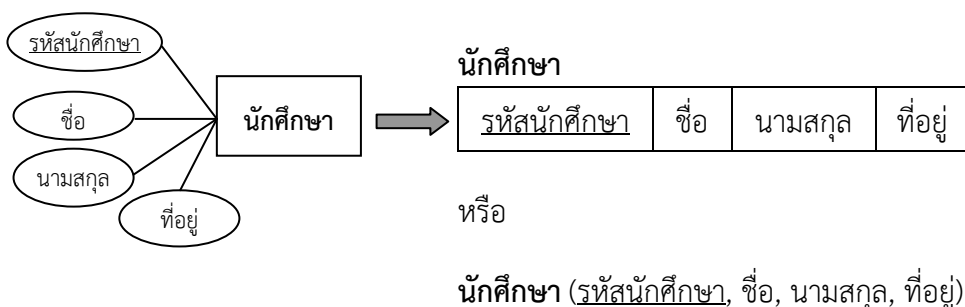 รหัสนักศึกษา
ชื่อ
นามสกุล
ที่อยู่
นักศึกษา
นักศึกษา
รหัสนักศึกษา ชื่อ นามสกุล ที่อยู่
หรือ
นักศึกษา (รหัสนักศึกษา, ชื่อ, นามสกุล, ที่อยู่)